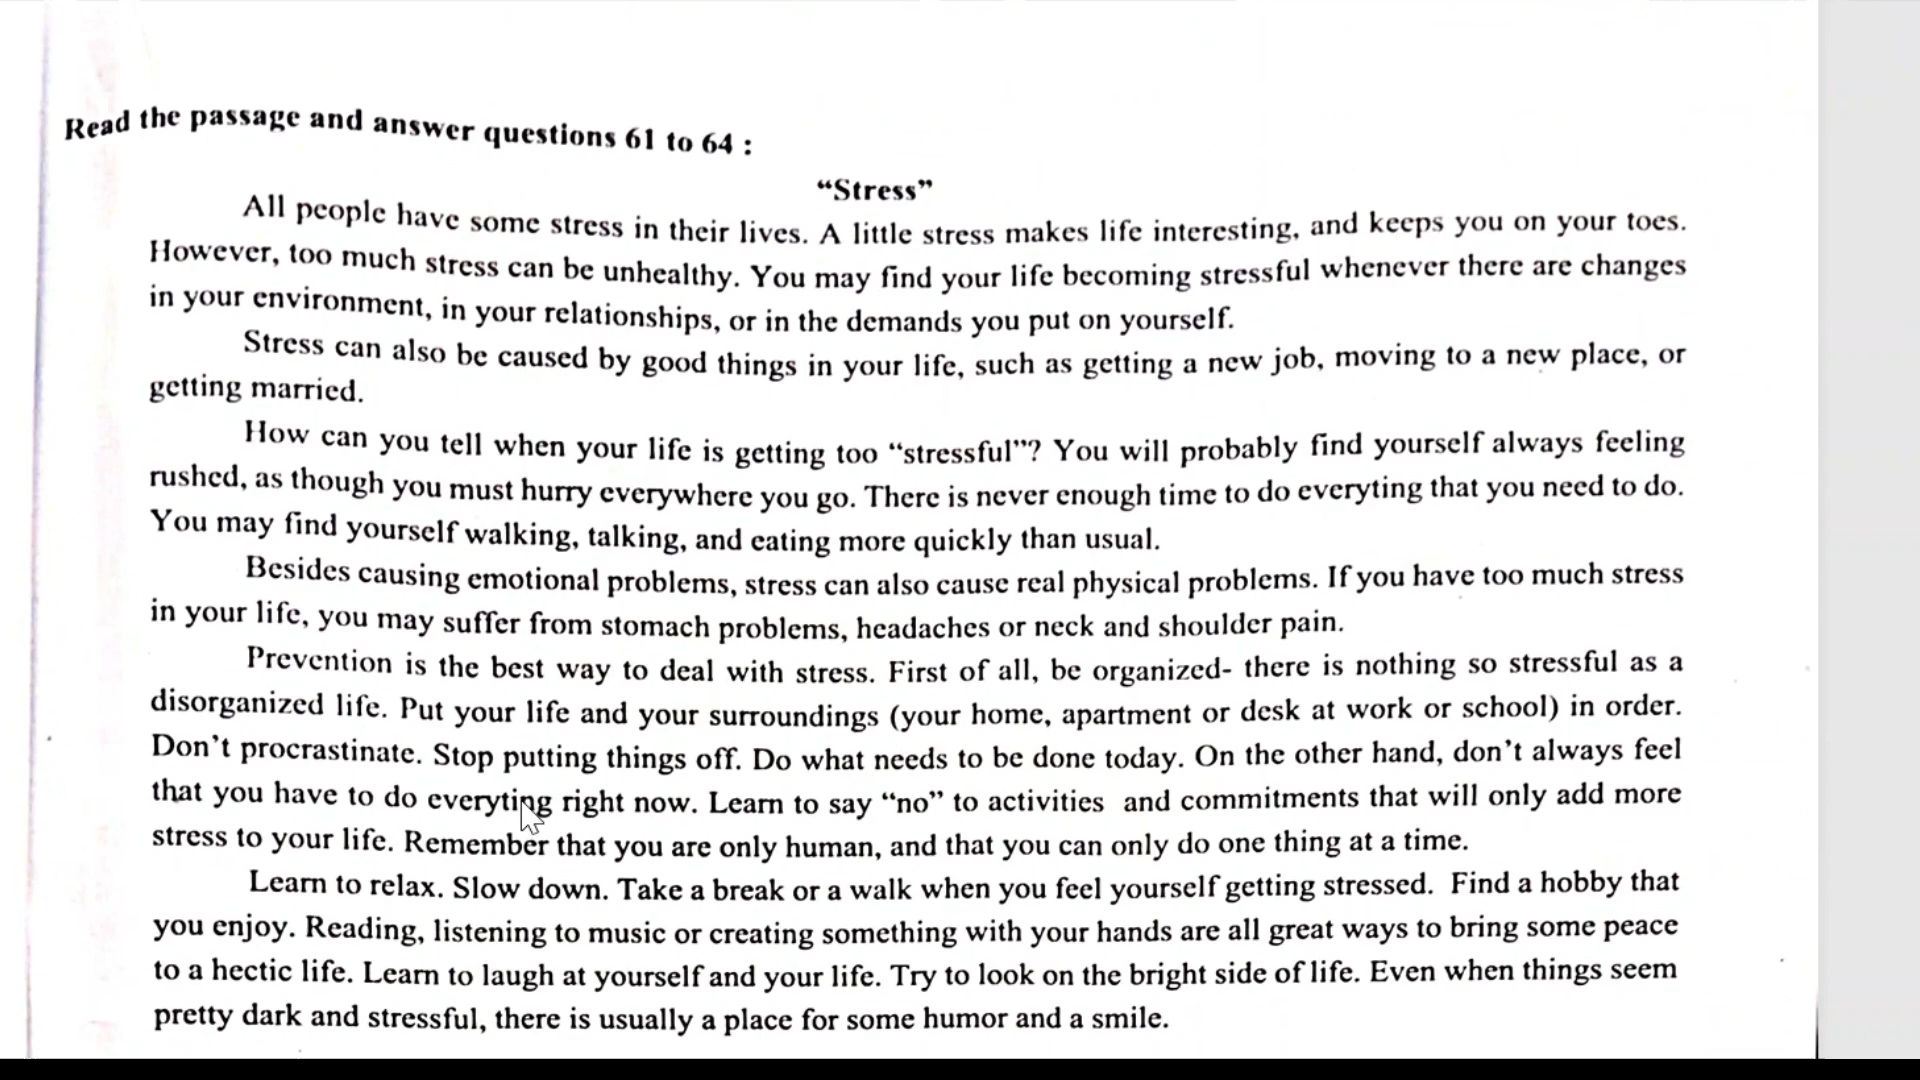 Read the passage and answer questions 61 to 64 :
“Stress”
All people have some stress in their lives. A little stress makes life interesting, and keeps you on your toes.
However, too much stress can be unhealthy. You may find your life becoming stressful whenever there are changes
in your environment, in your relationships, or in the demands you put on yourself.
Stress can also be caused by good things in your life, such as getting a new job, moving to a new place, or
getting married.
How can you tell when your life is getting too “stressful”? You will probably find yourself always feeling
rushed, as though you must hurry everywhere you go. There is never enough time to do everyting that you need to do.
You may find yourself walking, talking, and eating more quickly than usual.
Besides causing emotional problems, stress can also cause real physical problems. If you have too much stress
in your life, you may suffer from stomach problems, headaches or neck and shoulder pain.
Prevention is the best way to deal with stress. First of all, be organized- there is nothing so stressful as a
disorganized life. Put your life and your surroundings (your home, apartment or desk at work or school) in order.
Don’t procrastinate. Stop putting things off. Do what needs to be done today. On the other hand, don’t always feel
that you have to do everyting right now. Learn to say “no” to activities and commitments that will only add more
stress to your life. Remember that you are only human, and that you can only do one thing at a time.
Learn to relax. Slow down. Take a break or a walk when you feel yourself getting stressed. Find a hobby that
you enjoy. Reading, listening to music or creating something with your hands are all great ways to bring some peace
to a hectic life. Learn to laugh at yourself and your life. Try to look on the bright side of life. Even when things seem
pretty dark and stressful, there is usually a place for some humor and a smile.